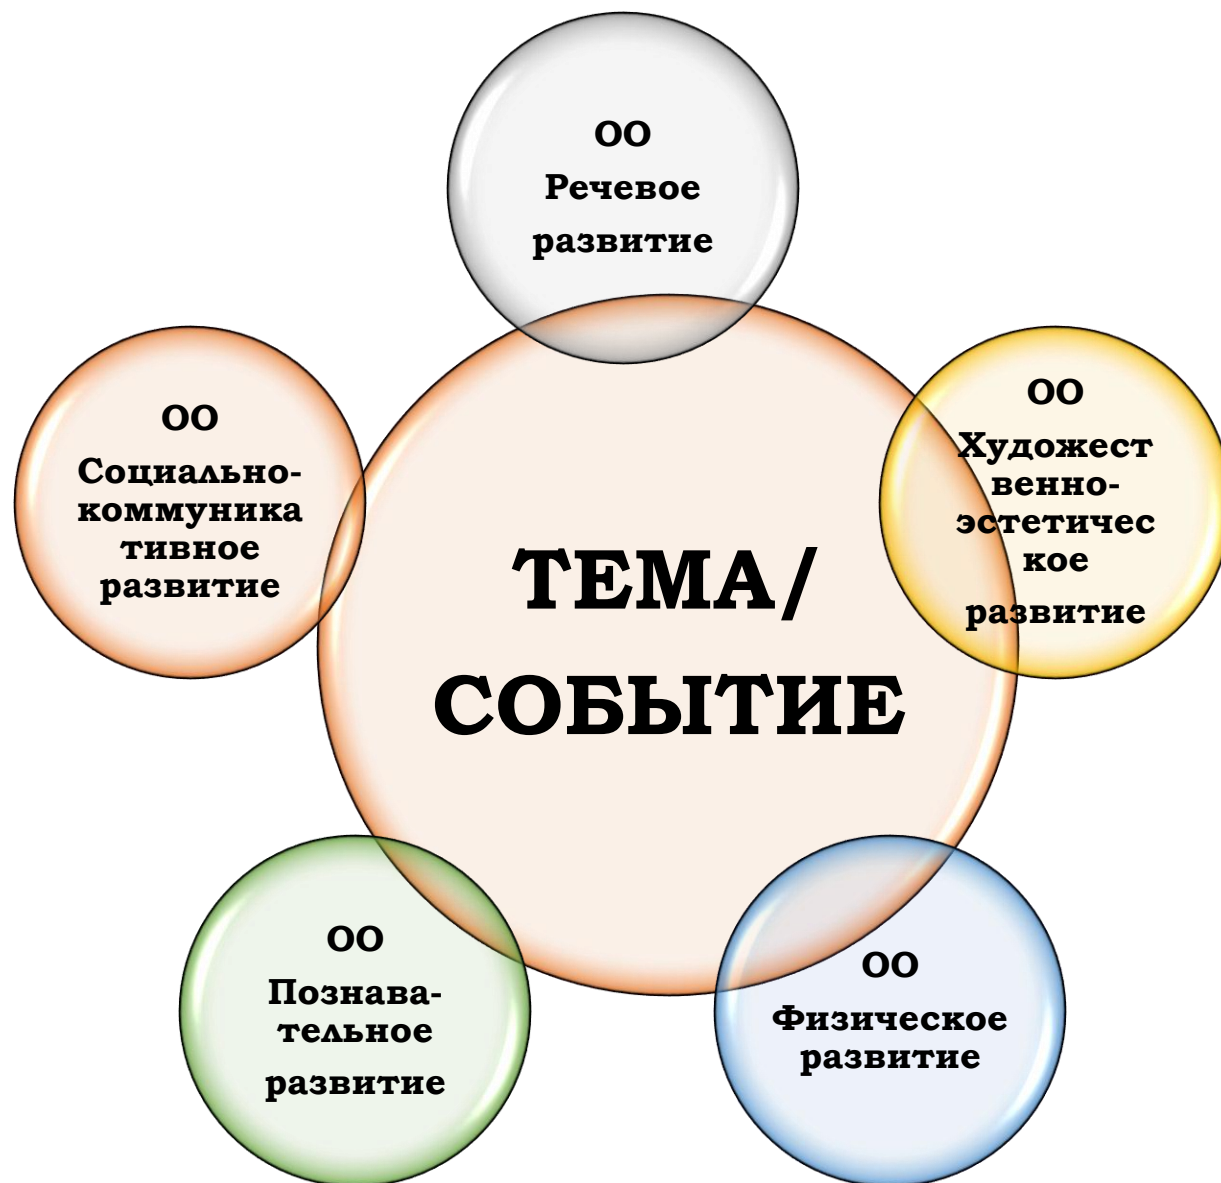 ОО
Речевое
развитие
ОО
Социально-
коммуника
тивное
развитие
ОО
Художест
венно-
эстетичес
кое
развитие
ТЕМА/
СОБЫТИЕ
ОО
Познава-
тельное
развитие
ОО
Физическое
развитие